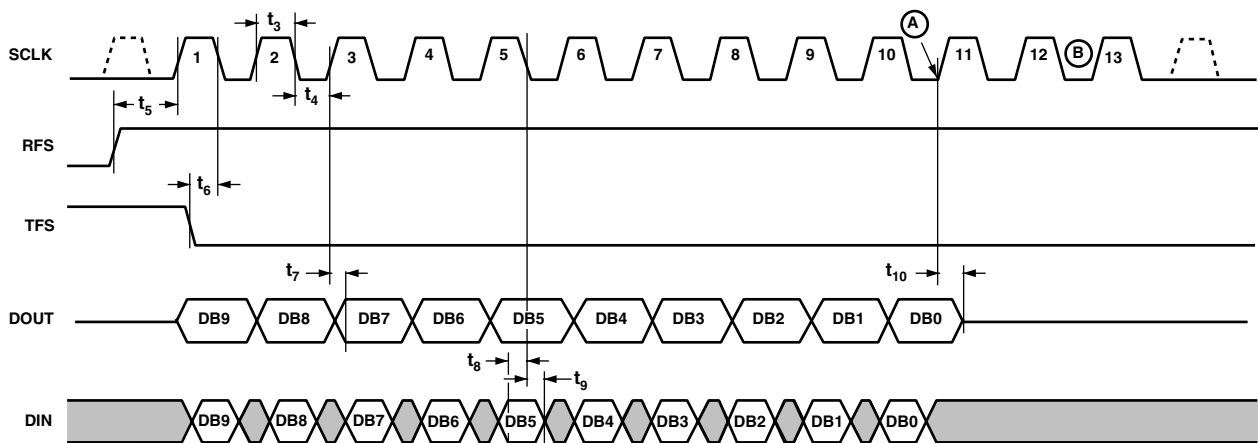 A
SCLK 1 2 3 4 5 6 7 8 9 10 11 12 B 13
t3
t4
t5
RFS
t6
TFS
t7
t10
DOUT DB9 DB8 DB7 DB6 DB5 DB4 DB3 DB2 DB1 DB0
t8
t9
DIN DB9 DB8 DB7 DB6 DB5 DB4 DB3 DB2 DB1 DB0